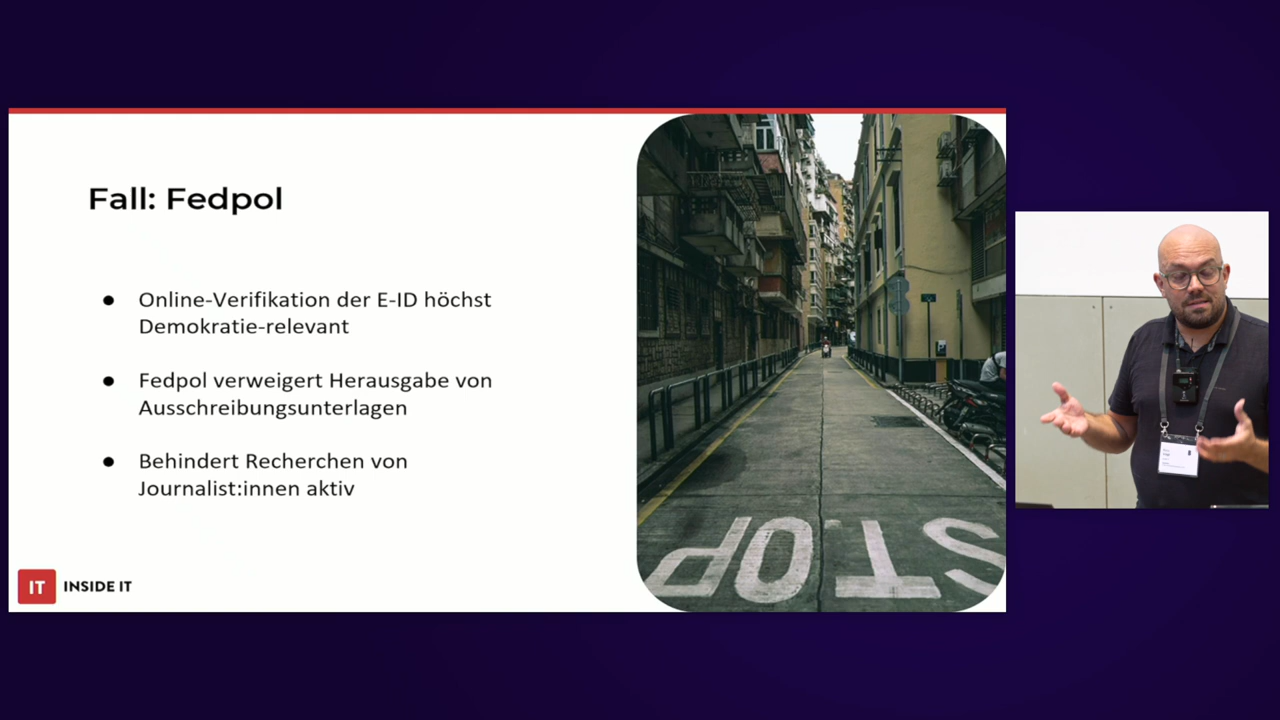 Fall: Fedpol
● Online-Verifikation der E-ID höchst
Demokratie-relevant
● Fedpol verweigert Herausgabe von
Ausschreibungsunterlagen
● Behindert Recherchen von
Journalist:innen aktiv
IT INSIDE IT
STOP